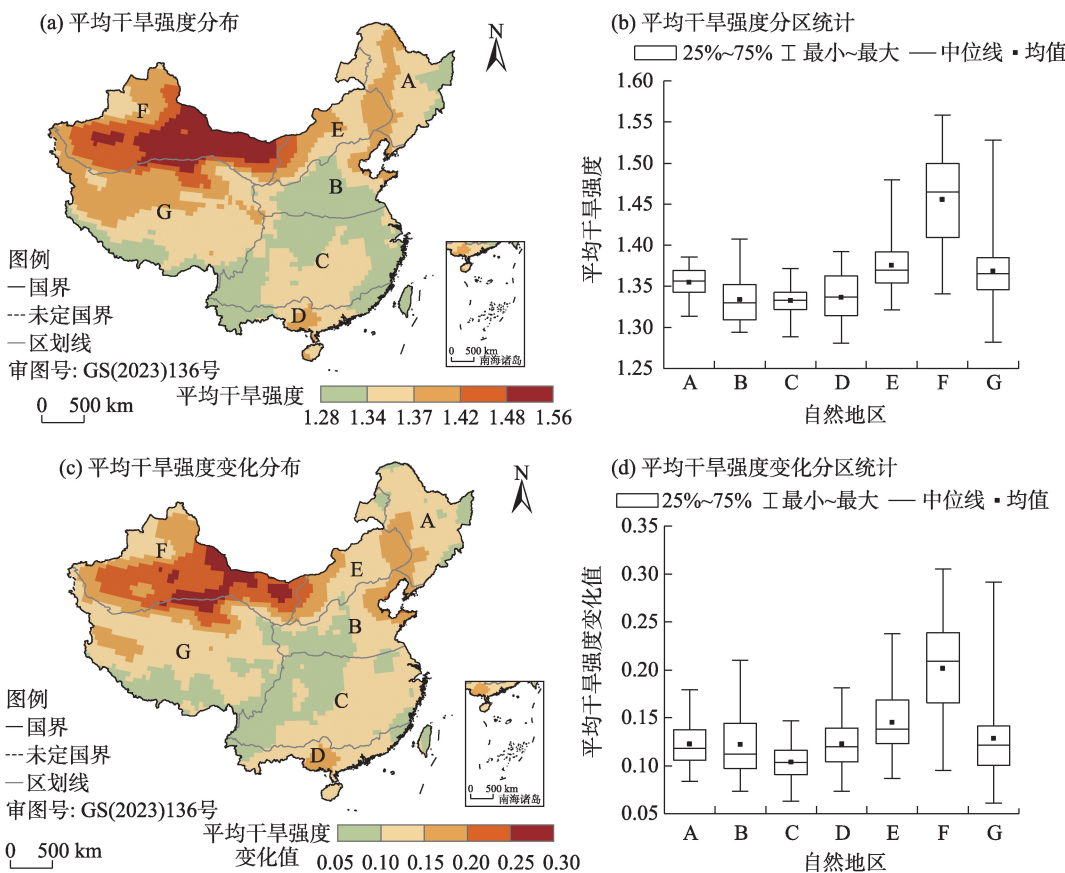 (a) 平均干旱强度分布
N
A
F
E
B
G
C
D
图例
国界
未定国界
区划线
审图号: GS(2023)136号
0 500 km
0 500 km
南海诸岛
平均干旱强度
1.28 1.34 1.37 1.42 1.48 1.56
(b) 平均干旱强度分区统计
25%~75% 最小~最大 中位线 均值
平均干旱强度
1.60
1.55
1.50
1.45
1.40
1.35
1.30
1.25
A B C D E F G
自然地区
(c) 平均干旱强度变化分布
N
A
F
E
B
G
C
D
图例
国界
未定国界
区划线
审图号: GS(2023)136号
0 500 km
0 500 km
南海诸岛
平均干旱强度
变化值
0.05 0.10 0.15 0.20 0.25 0.30
(d) 平均干旱强度变化分区统计
25%~75% 最小~最大 中位线 均值
平均干旱强度变化值
0.35
0.30
0.25
0.20
0.15
0.10
0.05
A B C D E F G
自然地区